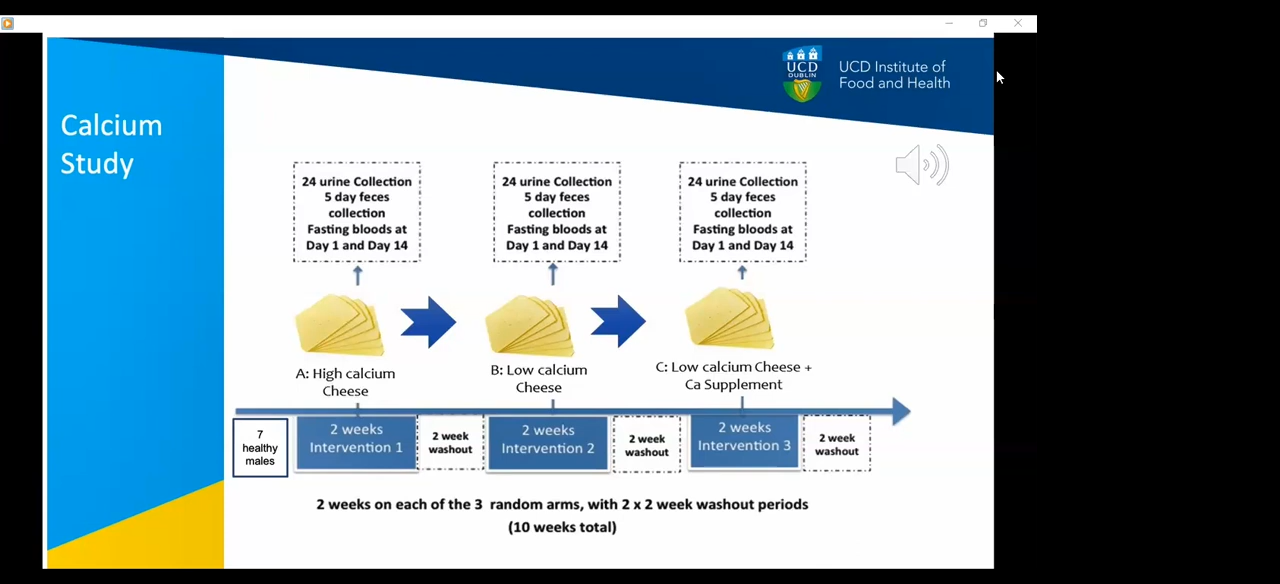 UCD
DUBLIN
UCD Institute of
Food and Health
Calcium
Study
24 urine Collection
5 day feces
collection
Fasting bloods at
Day 1 and Day 14
24 urine Collection
5 day feces
collection
Fasting bloods at
Day 1 and Day 14
24 urine Collection
5 day feces
collection
Fasting bloods at
Day 1 and Day 14
A: High calcium
Cheese
B: Low calcium
Cheese
C: Low calcium Cheese +
Ca Supplement
7
healthy
males
2 weeks
Intervention 1
2 week
washout
2 weeks
Intervention 2
2 week
washout
2 weeks
Intervention 3
2 week
washout
2 weeks on each of the 3 random arms, with 2 x 2 week washout periods
(10 weeks total)